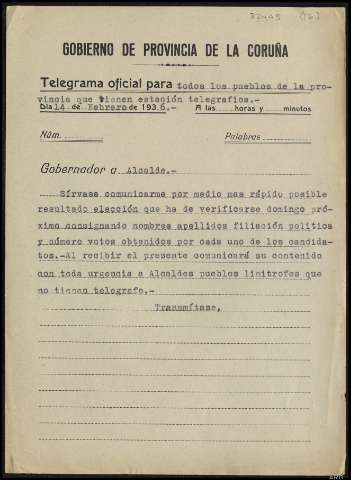 GOBIERNO DE PROVINCIA DE LA CORUÑA
Telegrama oficial para todos los pueblos de la pro-
vincia que tienen estación telegrafica.-
Día 14 de Febrero de 1936.- A las horas y minutos
Núm. Palabras
Gobernador a Alcalde.-
Sírvase comunicarme por medio mas rápido posible
resultado elección que ha de verificarse domingo pró-
ximo consignando nombres apellidos filiación política
y número votos obtenidos por cada uno de los candida-
tos.-Al recibir el presente comunicará su contenido
con toda urgencia a Alcaldes pueblos limitrofes que
no tienen telegrafo.-
Transmítase,